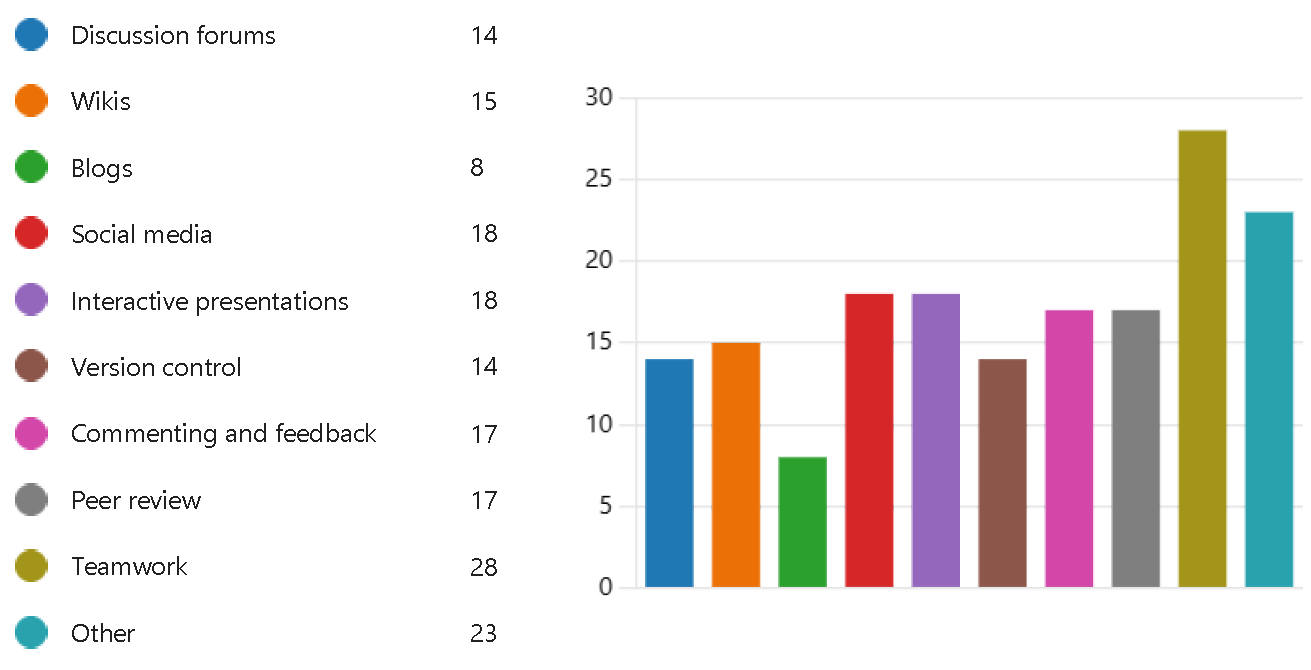 Discussion forums 14
Wikis 15
Blogs 8
Social media 18
Interactive presentations 18
Version control 14
Commenting and feedback 17
Peer review 17
Teamwork 28
Other 23
30
25
20
15
10
5
0